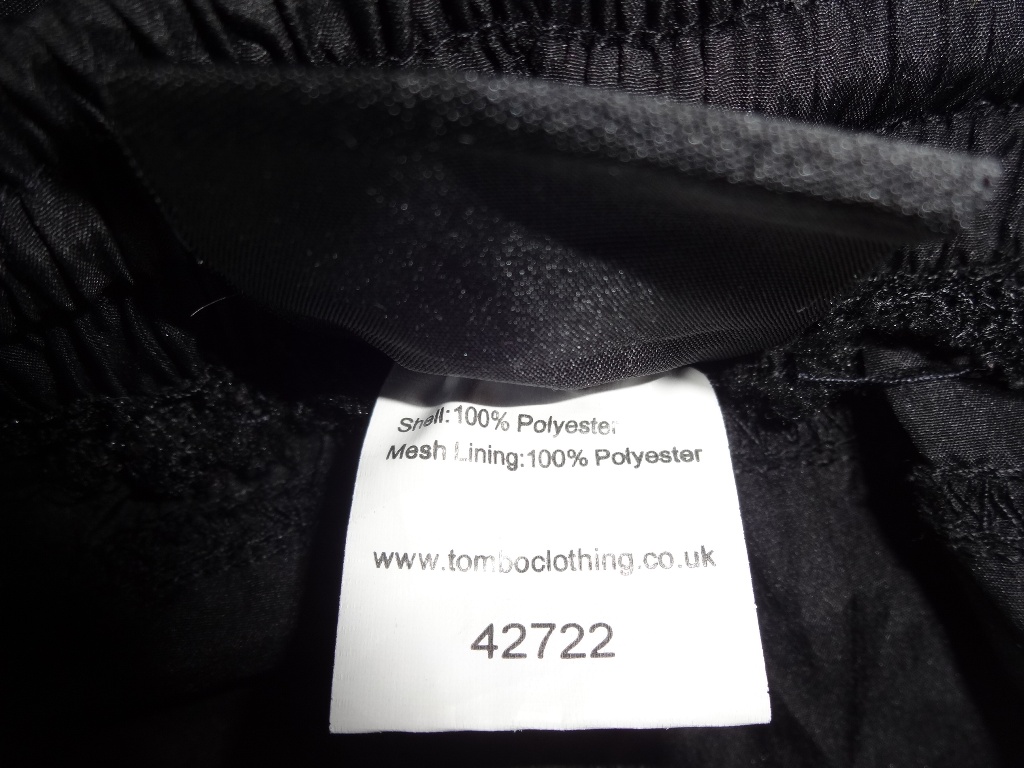 Shell:100% Polyester
Mesh Lining:100% Polyester
www.tomboclothing.co.uk
42722